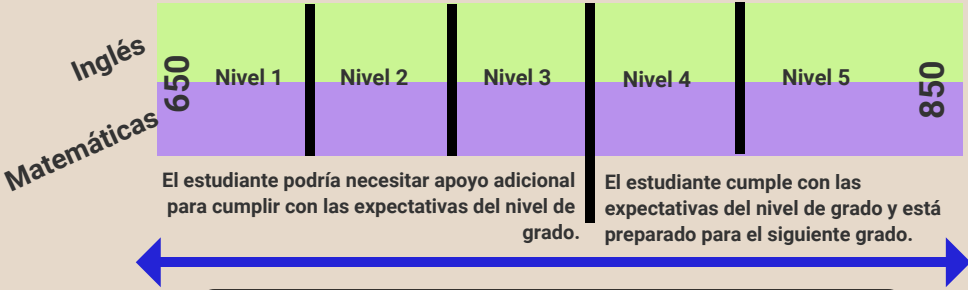 Inglés
Matemáticas
650
Nivel 1
Nivel 2
Nivel 3
Nivel 4
Nivel 5
850
El estudiante podría necesitar apoyo adicional
para cumplir con las expectativas del nivel de
grado.
El estudiante cumple con las
expectativas del nivel de grado y está
preparado para el siguiente grado.